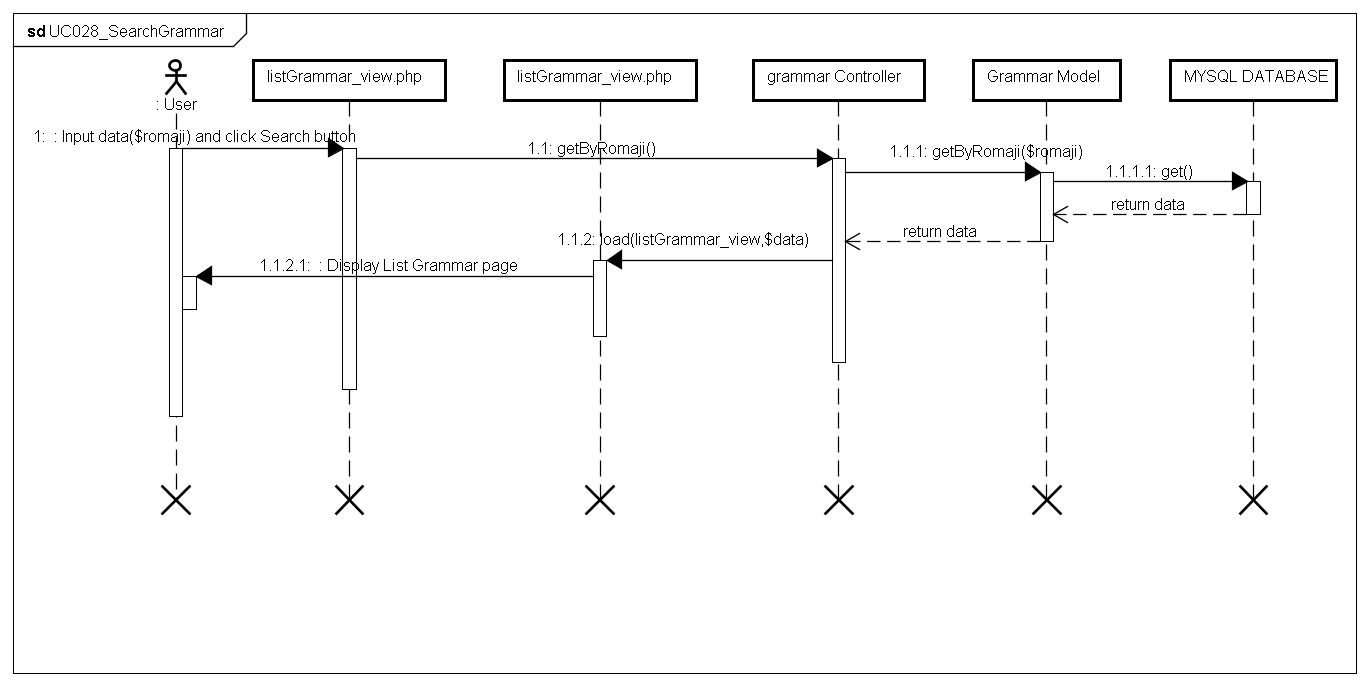 sd UC028_SearchGrammar
: User
listGrammar_view.php
listGrammar_view.php
grammar Controller
Grammar Model
MYSQL DATABASE
1: : Input data($romaji) and click Search button
1.1: getByRomaji()
1.1.1: getByRomaji($romaji)
1.1.1.1: get()
return data
return data
1.1.2: load(listGrammar_view,$data)
1.1.2.1: : Display List Grammar page